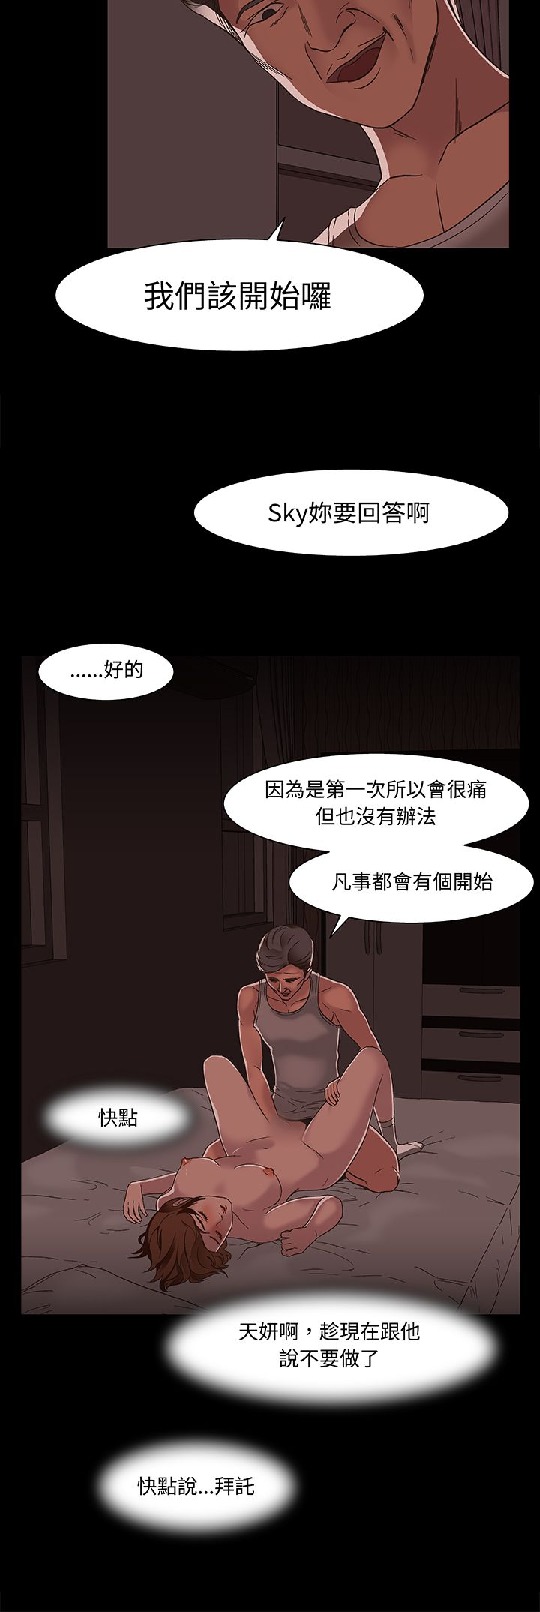 我們該開始囉
Sky妳要回答啊
......好的
因為是第一次所以會很痛
但也沒有辦法
凡事都會有個開始
快點
天妍啊，趁現在跟他
說不要做了
快點說...拜託